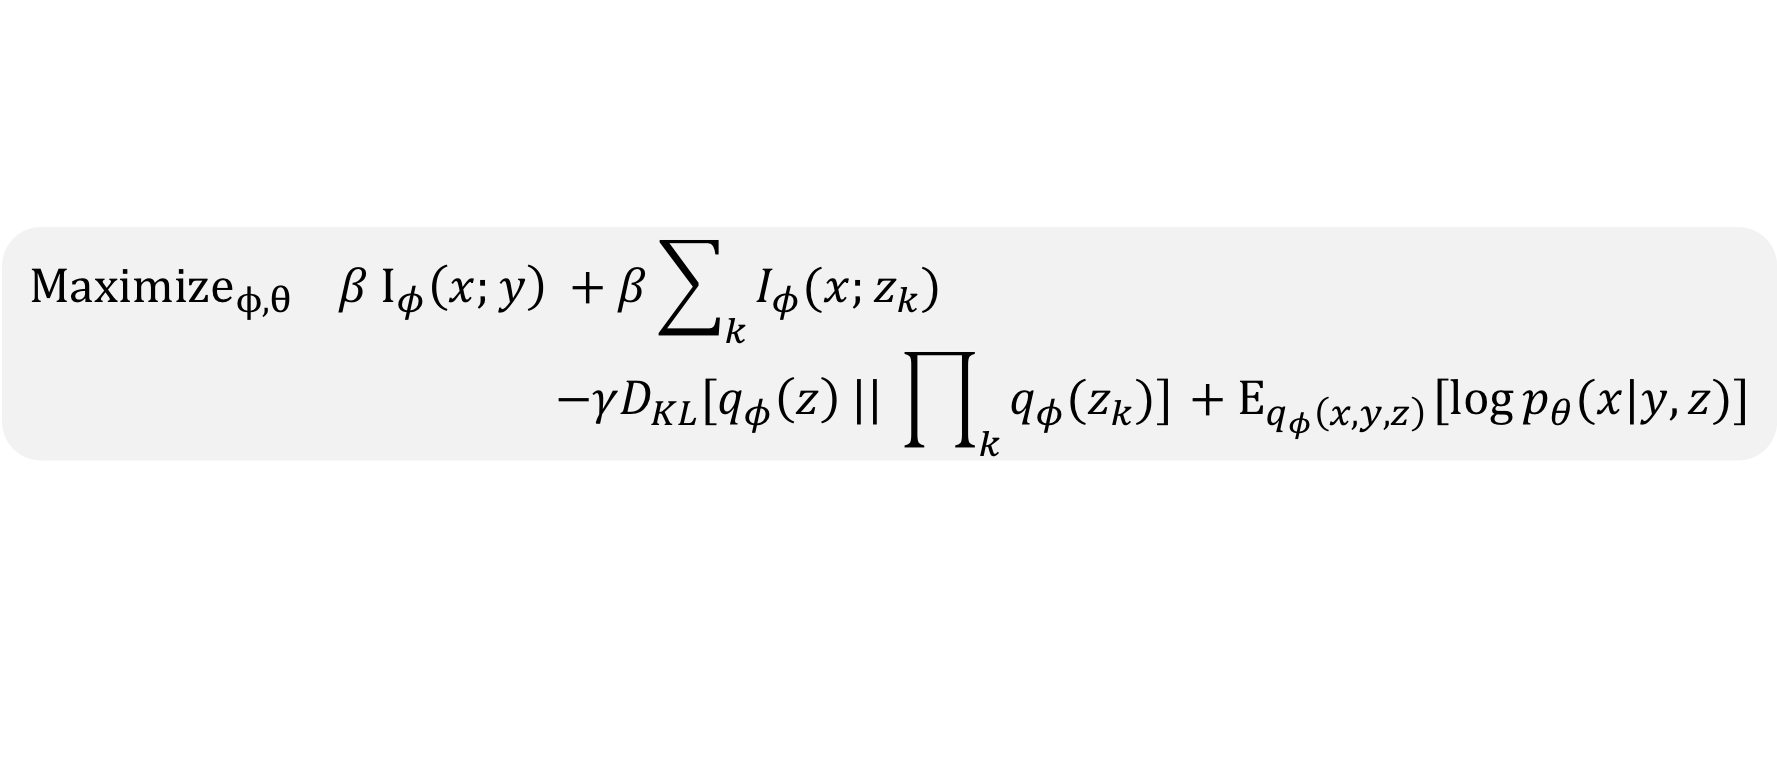 Maximize_{ϕ,θ} β I_ϕ(x; y) + β ∑_k I_ϕ(x; z_k)
−γD_{KL}[q_ϕ(z) || ∏_k q_ϕ(z_k)] + E_{q_ϕ(x,y,z)}[log p_θ(x|y, z)]